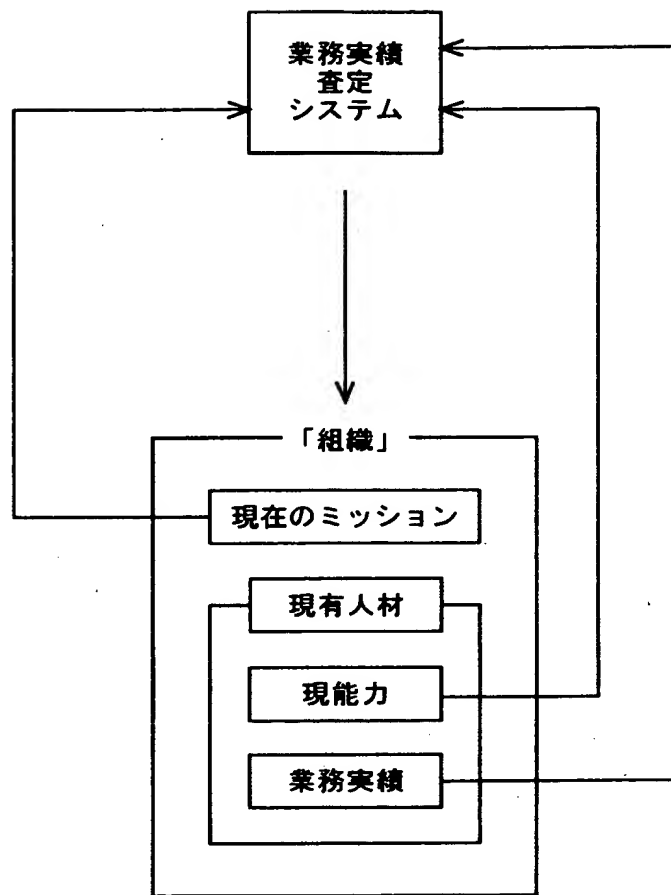 業務実績
査定
システム
「組織」
現在のミッション
現有人材
現能力
業務実績